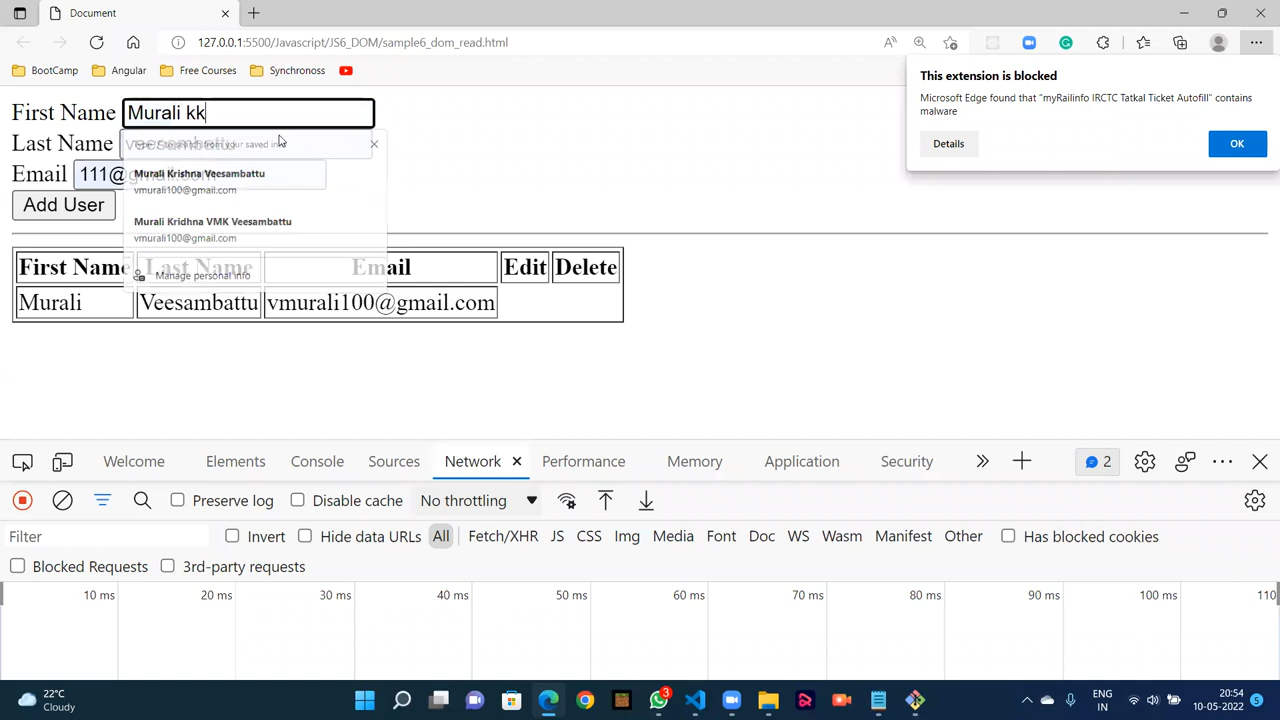 Document
127.0.0.1:5500/Javascript/JS6_DOM/sample6_dom_read.html
BootCamp Angular Free Courses Synchronoss
This extension is blocked
Microsoft Edge found that "myRailinfo IRCTC Tatkal Ticket Autofill" contains
malware
Details OK
First Name Murali kk
Last Name Veesambattu
Email 111@gmail.com
Murali Krishna Veesambattu
vmurali100@gmail.com
Add User
Murali Kridhna VMK Veesambattu
vmurali100@gmail.com
Manage personal info
First Name Last Name Email Edit Delete
Murali Veesambattu vmurali100@gmail.com
Welcome Elements Console Sources Network Performance Memory Application Security 2
Preserve log Disable cache No throttling
Filter Invert Hide data URLs All Fetch/XHR JS CSS Img Media Font Doc WS Wasm Manifest Other Has blocked cookies
Blocked Requests 3rd-party requests
10 ms 20 ms 30 ms 40 ms 50 ms 60 ms 70 ms 80 ms 90 ms 100 ms 110
22°C
Cloudy
3
ENG
IN
20:54
10-05-2022
5